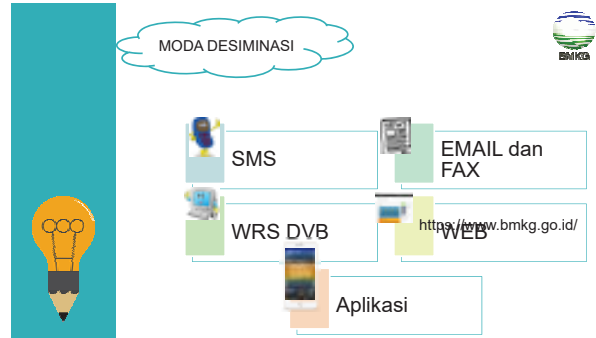 MODA DESIMINASI
BMKG
SMS
EMAIL dan
FAX
WRS DVB
https://www.bmkg.go.id/
WEB
Aplikasi